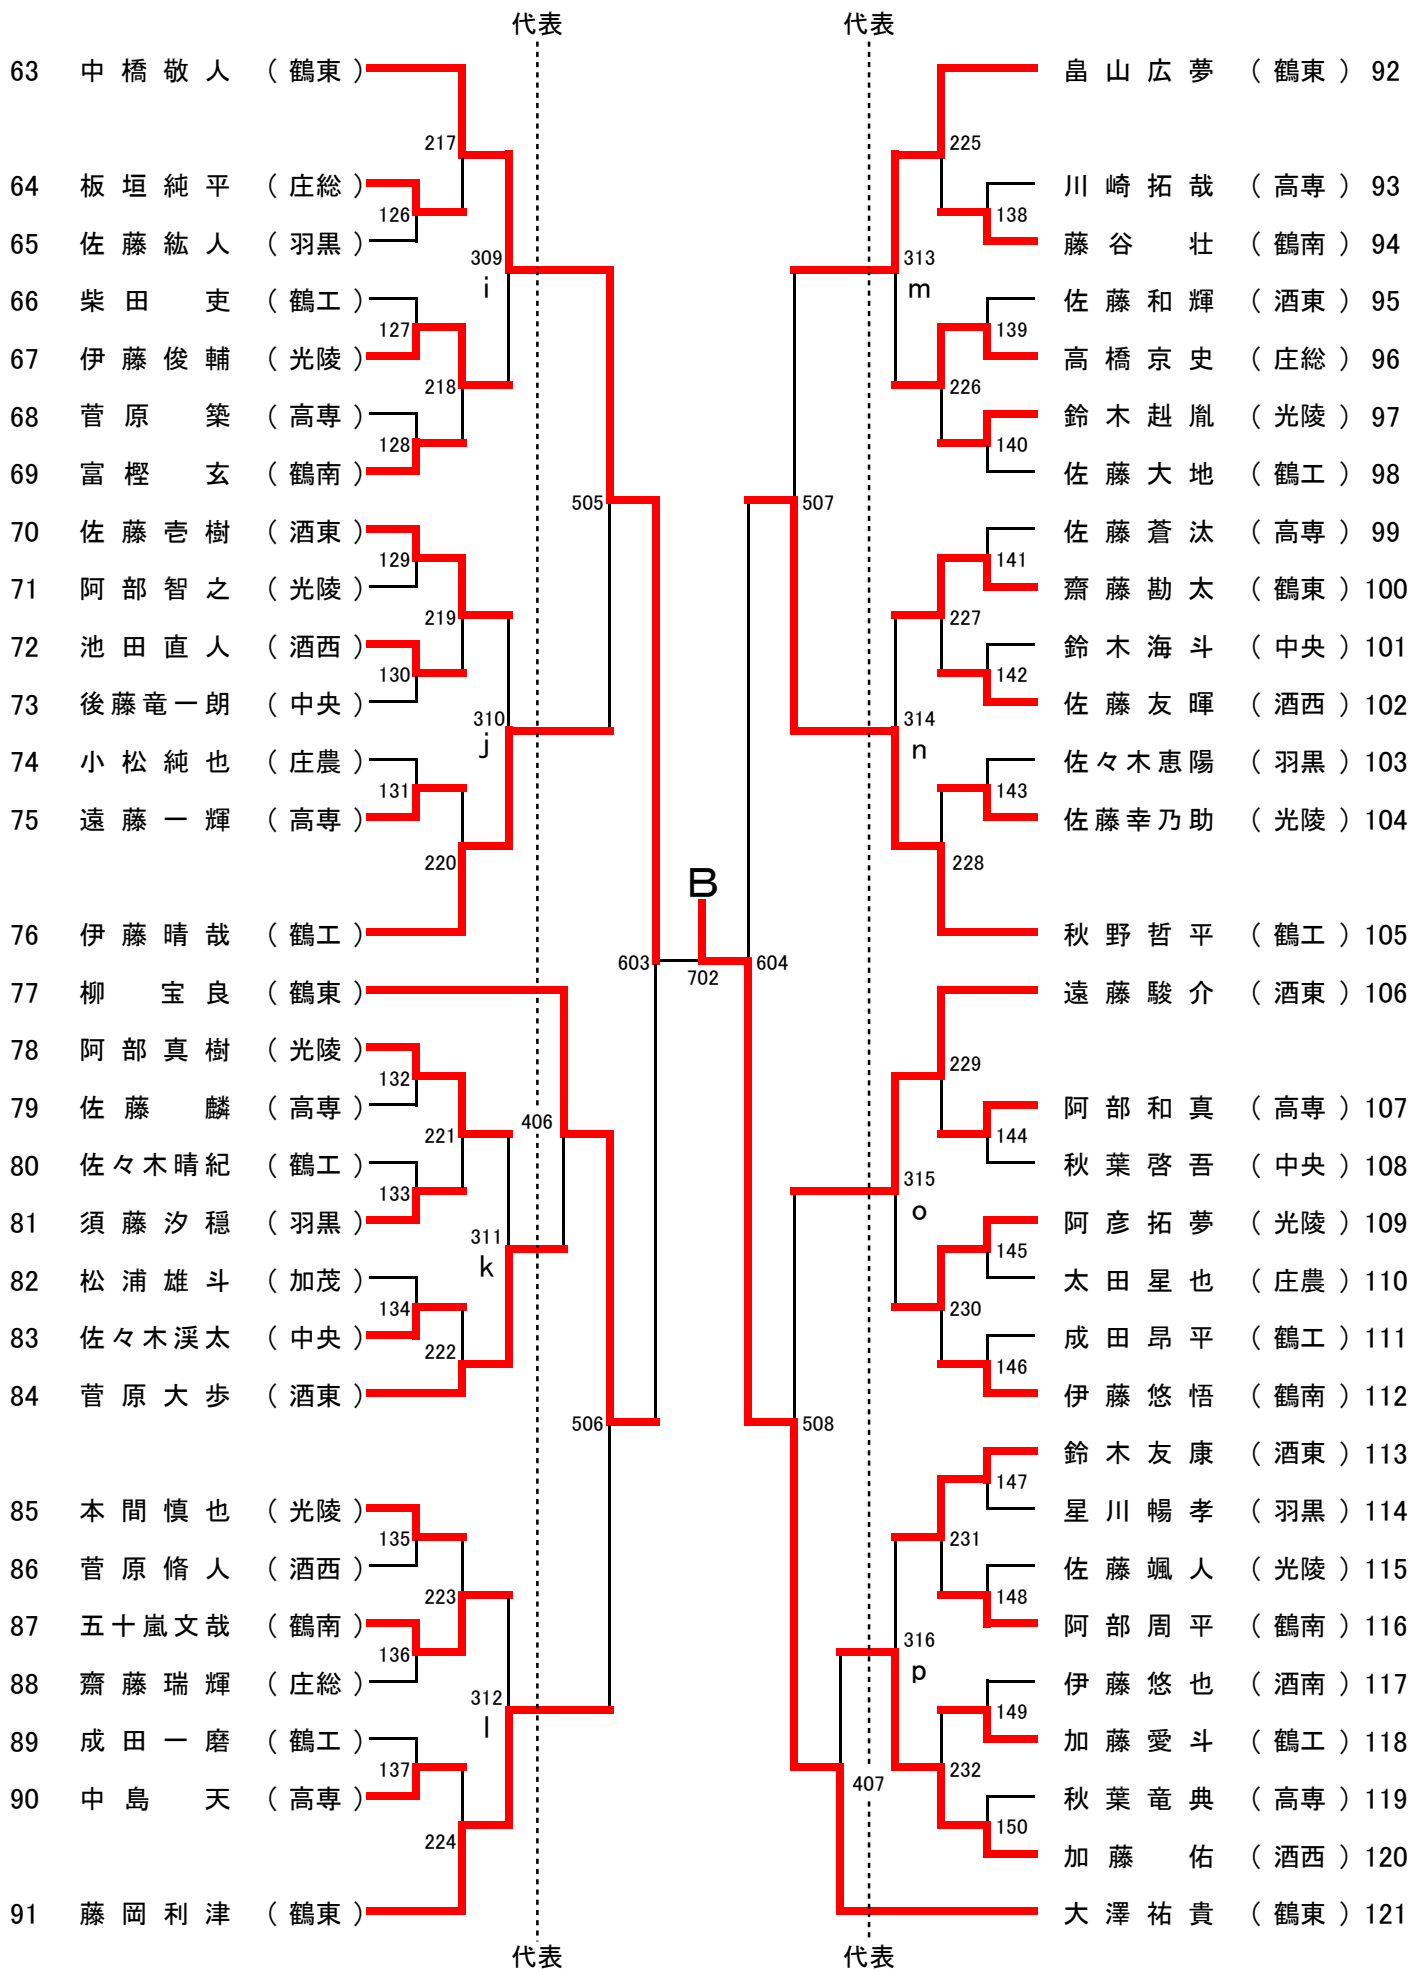 代表 代表
63 中橋敬人 (鶴東) 畠山広夢 (鶴東) 92
217 225
64 板垣純平 (庄総) 川崎拓哉 (高専) 93
126 138
65 佐藤紘人 (羽黒) 藤谷 壮 (鶴南) 94
309 313
i m
66 柴田 吏 (鶴工) 佐藤和輝 (酒東) 95
127 139
67 伊藤俊輔 (光陵) 高橋京史 (庄総) 96
218 226
68 菅原 築 (高専) 鈴木赳胤 (光陵) 97
128 140
69 富樫 玄 (鶴南) 佐藤大地 (鶴工) 98
505 507
70 佐藤壱樹 (酒東) 佐藤蒼汰 (高専) 99
129 141
71 阿部智之 (光陵) 齋藤勘太 (鶴東) 100
219 227
72 池田直人 (酒西) 鈴木海斗 (中央) 101
130 142
73 後藤竜一朗 (中央) 佐藤友暉 (酒西) 102
310 314
j n
74 小松純也 (庄農) 佐々木恵陽 (羽黒) 103
131 143
75 遠藤一輝 (高専) 佐藤幸乃助 (光陵) 104
220 228
B
76 伊藤晴哉 (鶴工) 秋野哲平 (鶴工) 105
603 702 604
77 柳 宝良 (鶴東) 遠藤駿介 (酒東) 106
78 阿部真樹 (光陵) 229
132
79 佐藤 麟 (高専) 阿部和真 (高専) 107
221 406 144
80 佐々木晴紀 (鶴工) 秋葉啓吾 (中央) 108
133 315
81 須藤汐穏 (羽黒) o 阿彦拓夢 (光陵) 109
311 145
k
82 松浦雄斗 (加茂) 太田星也 (庄農) 110
134 230
83 佐々木渓太 (中央) 成田昂平 (鶴工) 111
222 146
84 菅原大歩 (酒東) 伊藤悠悟 (鶴南) 112
506 508
鈴木友康 (酒東) 113
147
85 本間慎也 (光陵) 星川暢孝 (羽黒) 114
135 231
86 菅原脩人 (酒西) 佐藤颯人 (光陵) 115
223 148
87 五十嵐文哉 (鶴南) 阿部周平 (鶴南) 116
136 316
p
88 齋藤瑞輝 (庄総) 伊藤悠也 (酒南) 117
312 149
l
89 成田一磨 (鶴工) 加藤愛斗 (鶴工) 118
137 407 232
90 中島 天 (高専) 秋葉竜典 (高専) 119
224 150
加藤 佑 (酒西) 120
91 藤岡利津 (鶴東) 大澤祐貴 (鶴東) 121
代表 代表